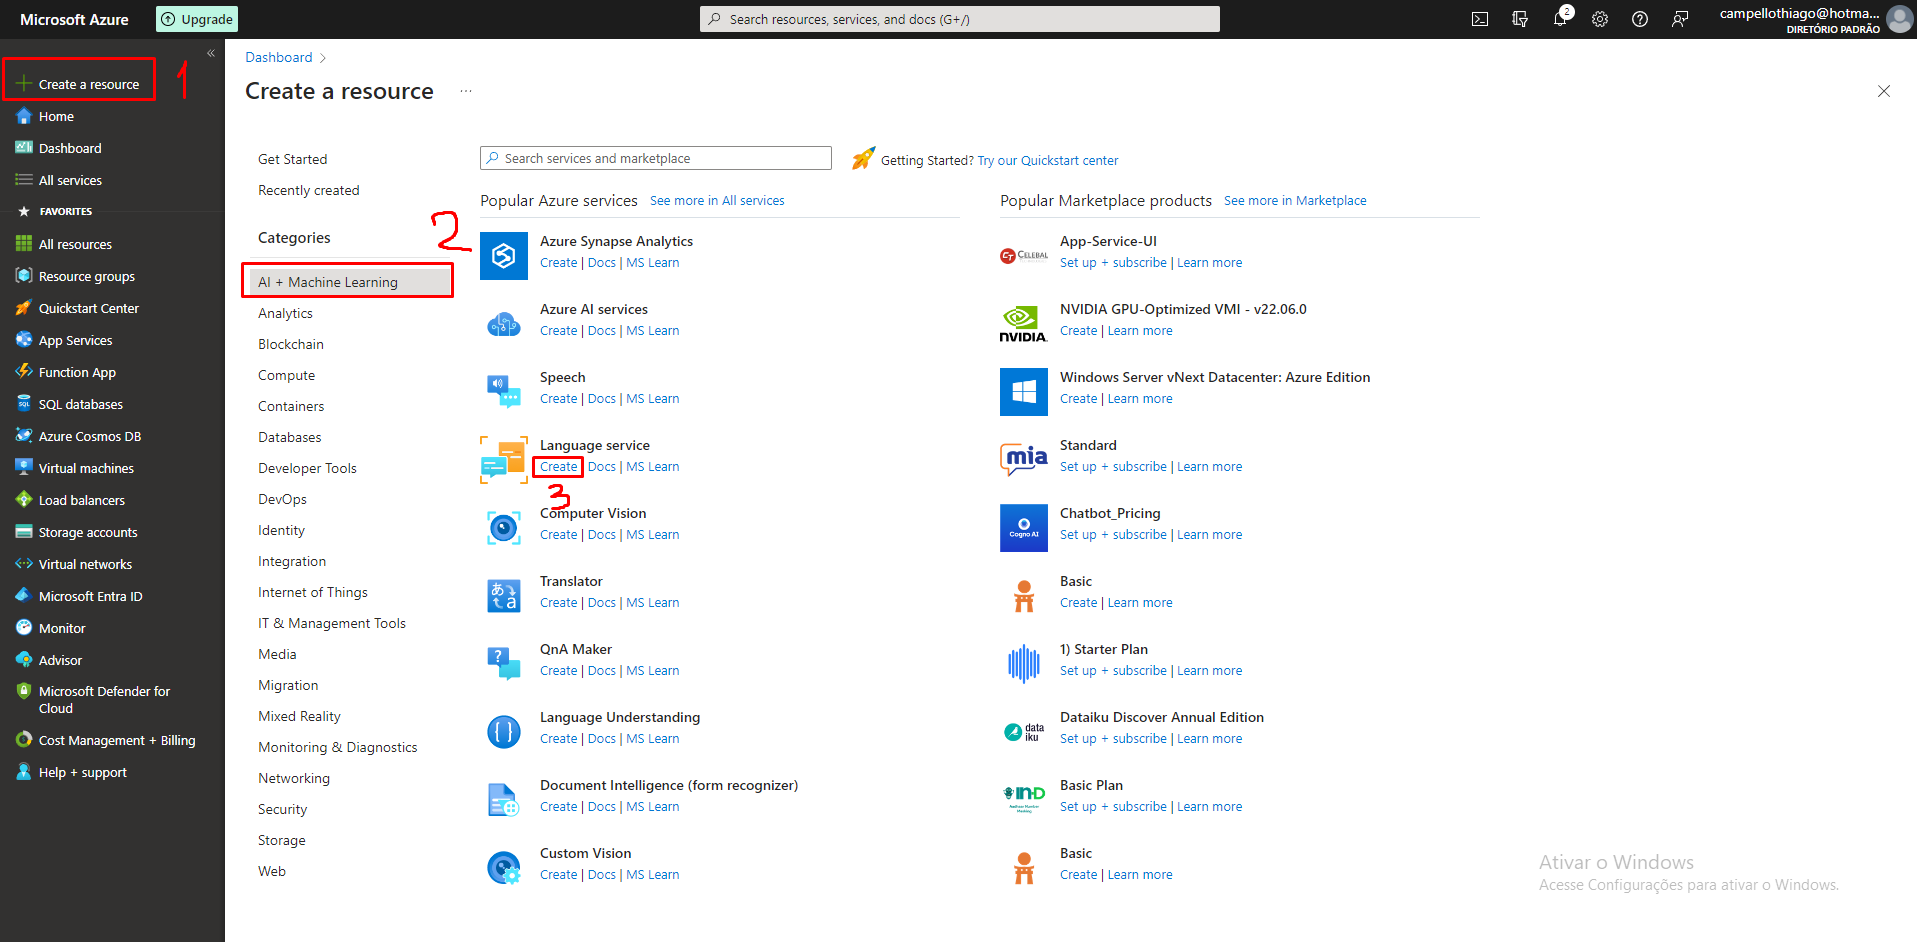 Microsoft Azure
Upgrade
Search resources, services, and docs (G+/)
2
campellothiago@hotma...
DIRETÓRIO PADRÃO
«
Create a resource
1
Home
Dashboard
All services
FAVORITES
All resources
Resource groups
Quickstart Center
App Services
Function App
SQL databases
Azure Cosmos DB
Virtual machines
Load balancers
Storage accounts
Virtual networks
Microsoft Entra ID
Monitor
Advisor
Microsoft Defender for
Cloud
Cost Management + Billing
Help + support
Dashboard >
Create a resource ...
Get Started
Recently created
Categories
2
AI + Machine Learning
Analytics
Blockchain
Compute
Containers
Databases
Developer Tools
DevOps
Identity
Integration
Internet of Things
IT & Management Tools
Media
Migration
Mixed Reality
Monitoring & Diagnostics
Networking
Security
Storage
Web
Search services and marketplace
Getting Started? Try our Quickstart center
Popular Azure services See more in All services
Azure Synapse Analytics
Create | Docs | MS Learn
Azure AI services
Create | Docs | MS Learn
Speech
Create | Docs | MS Learn
Language service
Create | Docs | MS Learn
3
Computer Vision
Create | Docs | MS Learn
Translator
Create | Docs | MS Learn
QnA Maker
Create | Docs | MS Learn
Language Understanding
Create | Docs | MS Learn
Document Intelligence (form recognizer)
Create | Docs | MS Learn
Custom Vision
Create | Docs | MS Learn
Popular Marketplace products See more in Marketplace
CT CELEBAL
App-Service-UI
Set up + subscribe | Learn more
NVIDIA
NVIDIA GPU-Optimized VMI - v22.06.0
Create | Learn more
Windows Server vNext Datacenter: Azure Edition
Create | Learn more
mia
Standard
Set up + subscribe | Learn more
Cogno AI
Chatbot_Pricing
Set up + subscribe | Learn more
Basic
Create | Learn more
1) Starter Plan
Set up + subscribe | Learn more
data
iku
Dataiku Discover Annual Edition
Set up + subscribe | Learn more
Basic Plan
Set up + subscribe | Learn more
Basic
Create | Learn more
Ativar o Windows
Acesse Configurações para ativar o Windows.